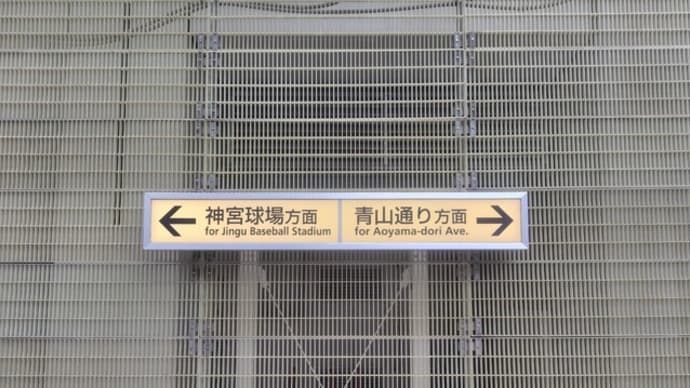 ← 神宮球場方面
for Jingu Baseball Stadium
青山通り方面 →
for Aoyama-dori Ave.